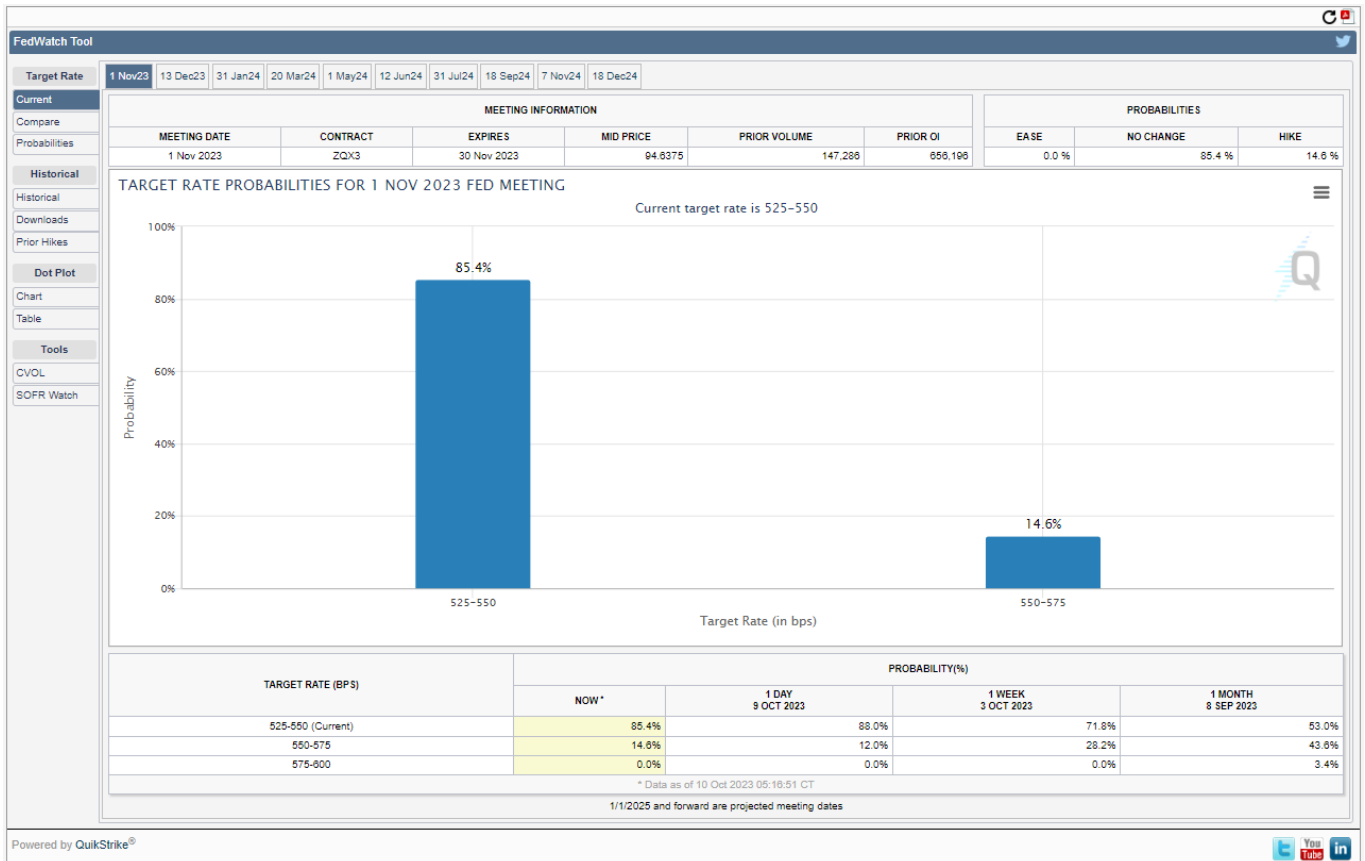 FedWatch Tool
Target Rate
Current
Compare
Probabilities
Historical
Historical
Downloads
Prior Hikes
Dot Plot
Chart
Table
Tools
CVOL
SOFR Watch
1 Nov23 13 Dec23 31 Jan24 20 Mar24 1 May24 12 Jun24 31 Jul24 18 Sep24 7 Nov24 18 Dec24
MEETING INFORMATION
MEETING DATE CONTRACT EXPIRES MID PRICE PRIOR VOLUME PRIOR OI
1 Nov 2023 ZQX3 30 Nov 2023 94.6375 147,286 656,196
PROBABILITIES
EASE NO CHANGE HIKE
0.0 % 85.4 % 14.6 %
TARGET RATE PROBABILITIES FOR 1 NOV 2023 FED MEETING
Current target rate is 525-550
100%
80%
60%
40%
20%
0%
Probability
85.4%
14.6%
Q
525-550 550-575
Target Rate (in bps)
TARGET RATE (BPS) PROBABILITY(%)
NOW * 1 DAY 1 WEEK 1 MONTH
9 OCT 2023 3 OCT 2023 8 SEP 2023
525-550 (Current) 85.4% 88.0% 71.8% 53.0%
550-575 14.6% 12.0% 28.2% 43.6%
575-600 0.0% 0.0% 0.0% 3.4%
* Data as of 10 Oct 2023 05:16:51 CT
1/1/2025 and forward are projected meeting dates
Powered by QuikStrike®
You
Tube
in